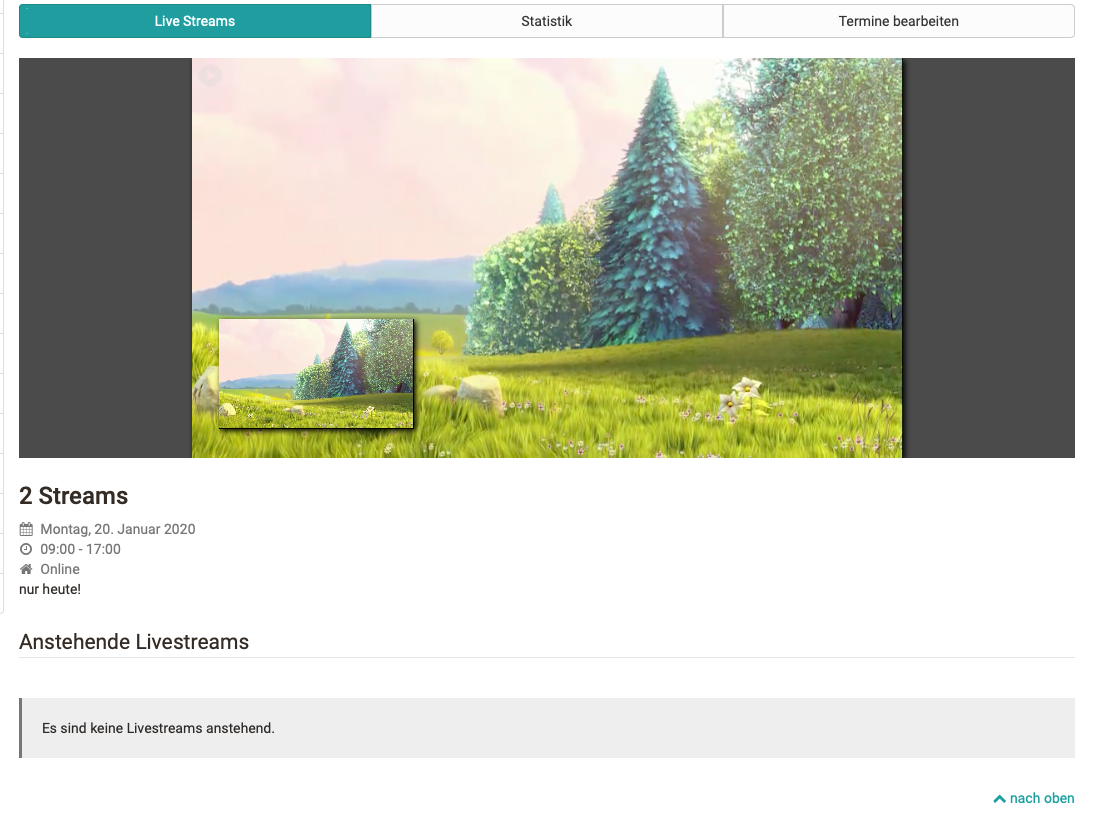 Live Streams
Statistik
Termine bearbeiten
2 Streams
Montag, 20. Januar 2020
09:00 - 17:00
Online
nur heute!
Anstehende Livestreams
Es sind keine Livestreams anstehend.
nach oben